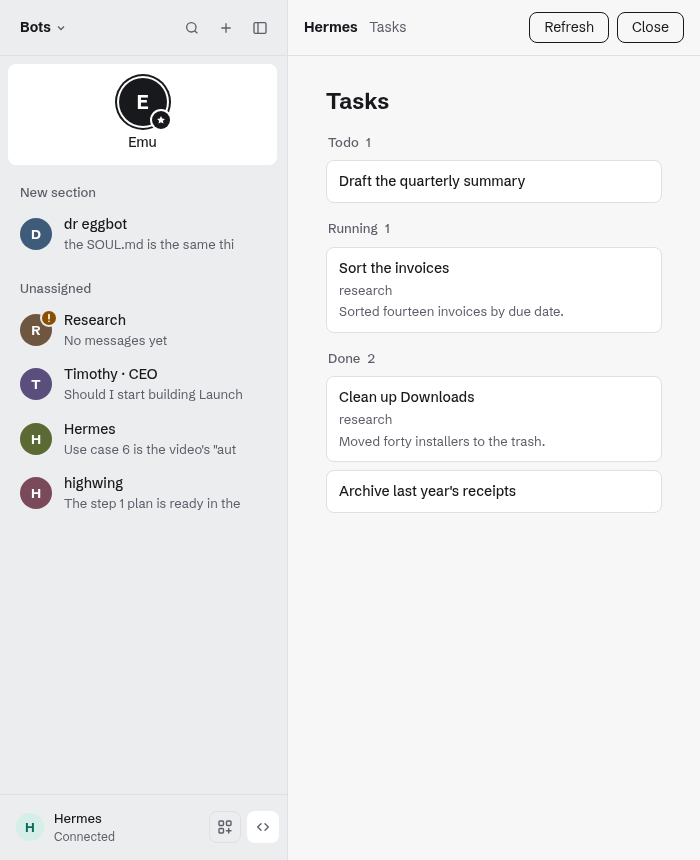 Bots
E
Emu
New section
D
dr eggbot
the SOUL.md is the same thi
Unassigned
R
!
Research
No messages yet
T
Timothy · CEO
Should I start building Launch
H
Hermes
Use case 6 is the video's "aut
H
highwing
The step 1 plan is ready in the
H
Hermes
Connected
Hermes Tasks
Refresh
Close
Tasks
Todo 1
Draft the quarterly summary
Running 1
Sort the invoices
research
Sorted fourteen invoices by due date.
Done 2
Clean up Downloads
research
Moved forty installers to the trash.
Archive last year's receipts